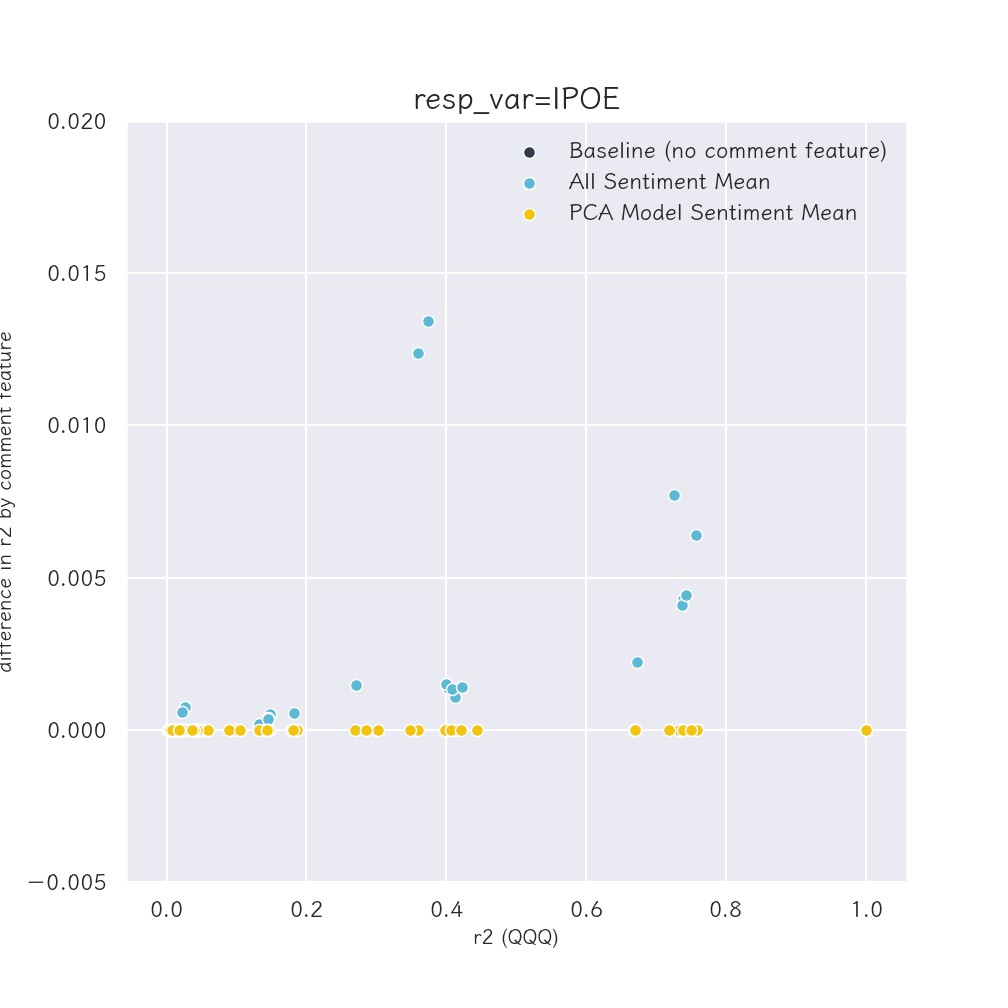 resp_var=IPOE
Baseline (no comment feature)
All Sentiment Mean
PCA Model Sentiment Mean
difference in r2 by comment feature
0.020
0.015
0.010
0.005
0.000
−0.005
0.0 0.2 0.4 0.6 0.8 1.0
r2 (QQQ)